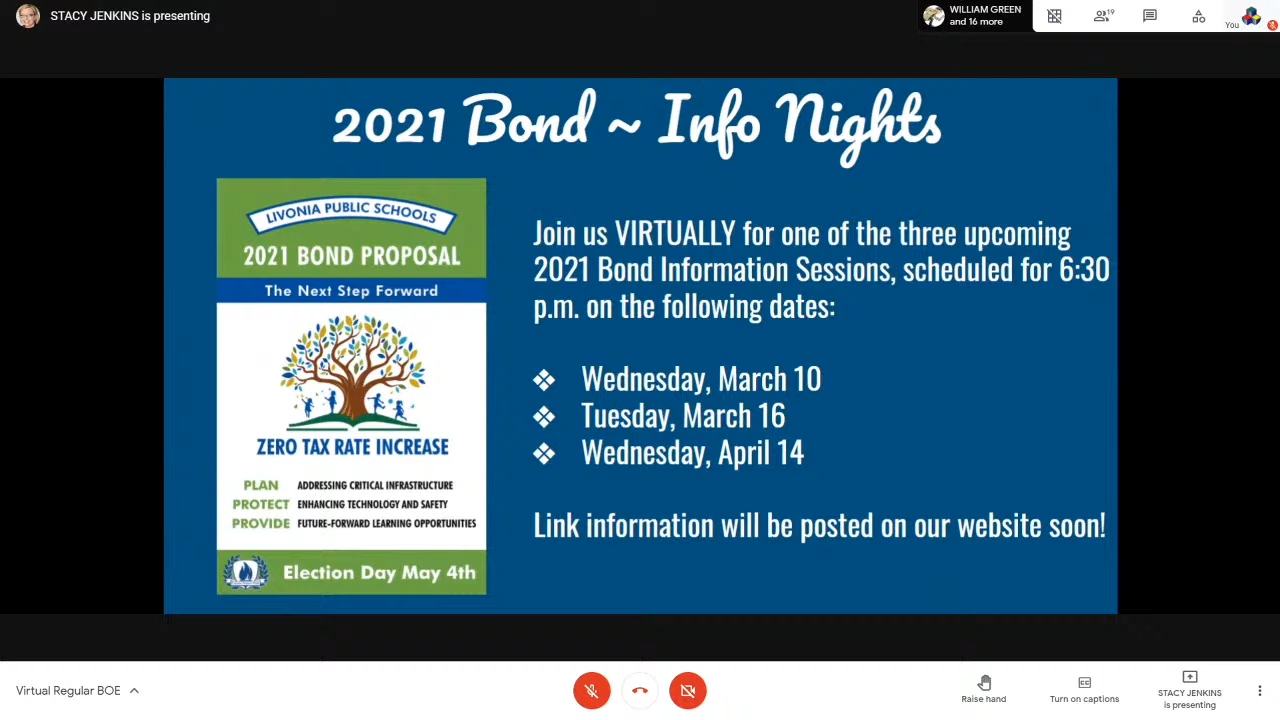 STACY JENKINS is presenting
WILLIAM GREEN
and 16 more
19
You
2021 Bond ~ Info Nights
LIVONIA PUBLIC SCHOOLS
2021 BOND PROPOSAL
The Next Step Forward
ZERO TAX RATE INCREASE
PLAN ADDRESSING CRITICAL INFRASTRUCTURE
PROTECT ENHANCING TECHNOLOGY AND SAFETY
PROVIDE FUTURE-FORWARD LEARNING OPPORTUNITIES
Election Day May 4th
Join us VIRTUALLY for one of the three upcoming
2021 Bond Information Sessions, scheduled for 6:30
p.m. on the following dates:
❖ Wednesday, March 10
❖ Tuesday, March 16
❖ Wednesday, April 14
Link information will be posted on our website soon!
Virtual Regular BOE
Raise hand
CC
Turn on captions
STACY JENKINS
is presenting